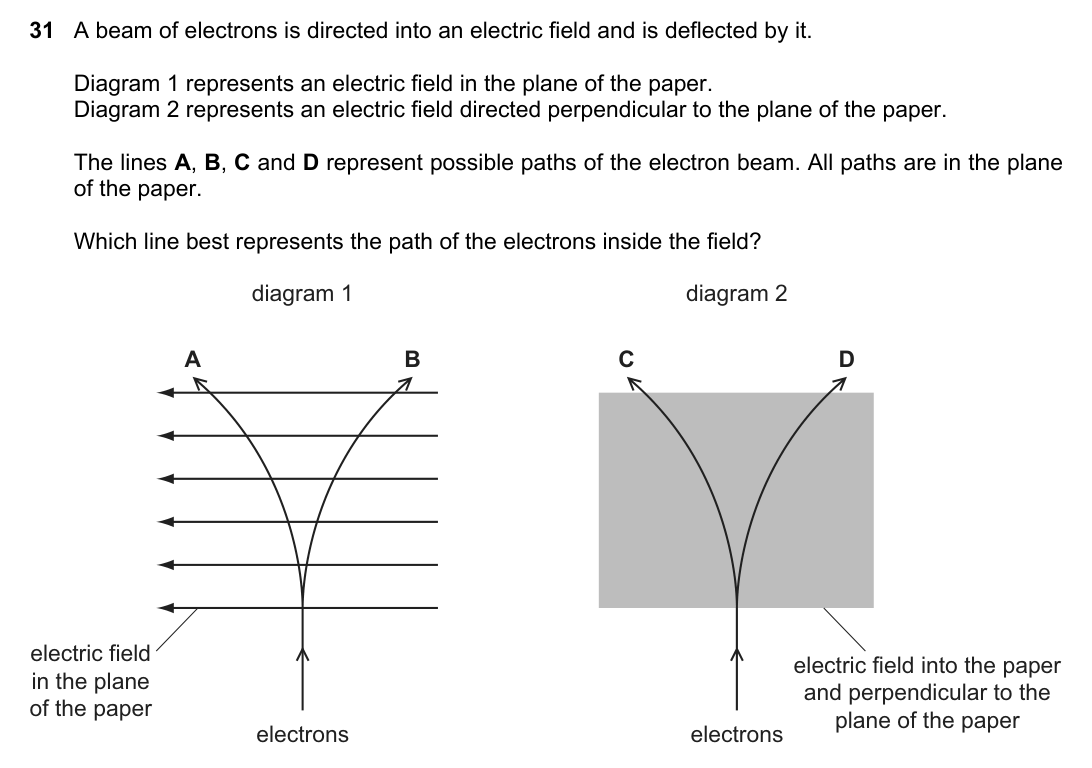 31 A beam of electrons is directed into an electric field and is deflected by it.
Diagram 1 represents an electric field in the plane of the paper.
Diagram 2 represents an electric field directed perpendicular to the plane of the paper.
The lines A, B, C and D represent possible paths of the electron beam. All paths are in the plane
of the paper.
Which line best represents the path of the electrons inside the field?
diagram 1
A
B
electric field
in the plane
of the paper
electrons
diagram 2
C
D
electrons
electric field into the paper
and perpendicular to the
plane of the paper